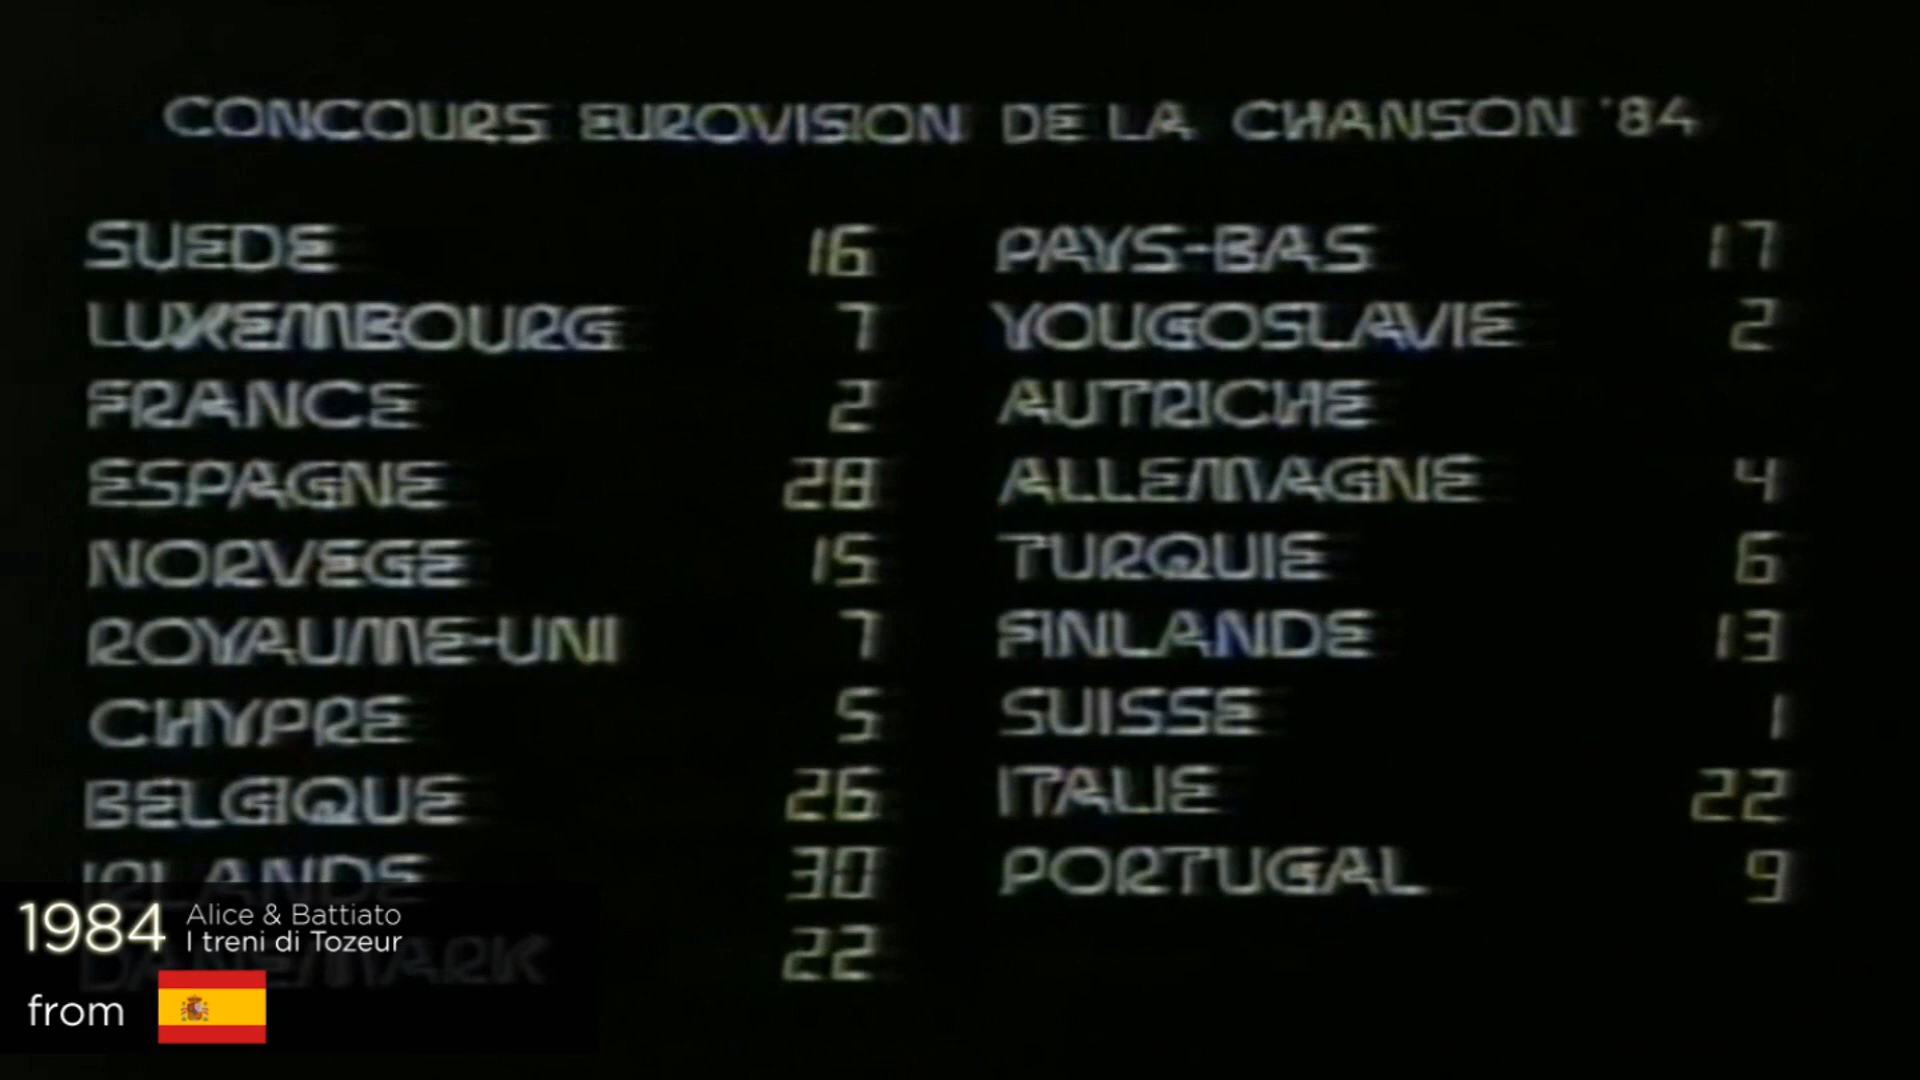 CONCOURS EUROVISION DE LA CHANSON '84
SUEDE 16
LUXEMBOURG 7
FRANCE 2
ESPAGNE 28
NORVEGE 15
ROYAUME-UNI 7
CHYPRE 5
BELGIQUE 26
IRLANDE 30
DANEMARK 22
PAYS-BAS 17
YOUGOSLAVIE 2
AUTRICHE
ALLEMAGNE 4
TURQUIE 6
FINLANDE 13
SUISSE 1
ITALIE 22
PORTUGAL 9
1984 Alice & Battiato
I treni di Tozeur
from